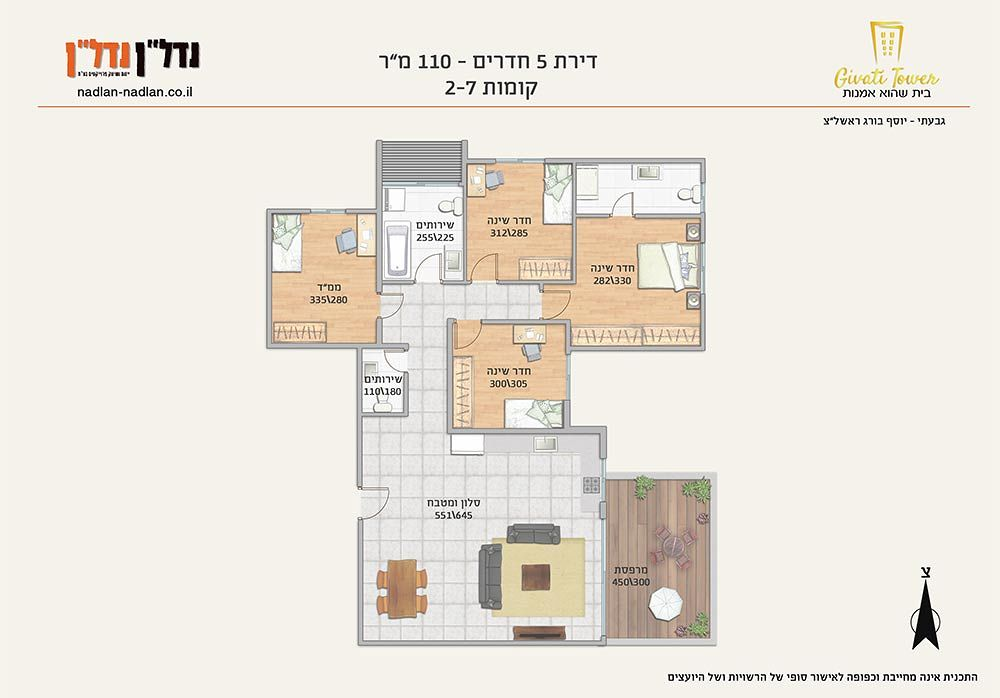 נדל"ן נדל"ן
ייזום ושיווק פרוייקטים בע"מ
nadlan-nadlan.co.il
דירת 5 חדרים - 110 מ"ר
קומות 2-7
Givati Tower
בית שהוא אמנות
גבעתי - יוסף בורג ראשל"צ
חדר שינה
312\285
שירותים
255\225
חדר שינה
282\330
ממ"ד
335\280
חדר שינה
300\305
שירותים
110\180
סלון ומטבח
551\645
מרפסת
450\300
צ
התכנית אינה מחייבת וכפופה לאישור סופי של הרשויות ושל היועצים